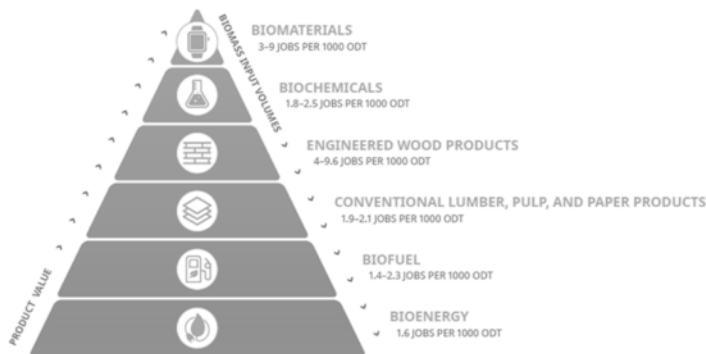 BIOMATERIALS
3–9 JOBS PER 1000 ODT
BIOMASS INPUT VOLUMES
BIOCHEMICALS
1.8–2.5 JOBS PER 1000 ODT
ENGINEERED WOOD PRODUCTS
4–9.6 JOBS PER 1000 ODT
CONVENTIONAL LUMBER, PULP, AND PAPER PRODUCTS
1.9–2.1 JOBS PER 1000 ODT
BIOFUEL
1.4–2.3 JOBS PER 1000 ODT
PRODUCT VALUE
BIOENERGY
1.6 JOBS PER 1000 ODT